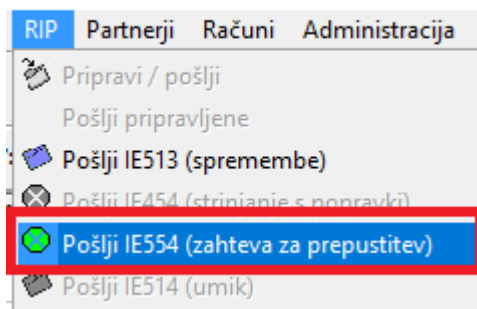 RIP Partnerji Računi Administracija
Pripravi / pošlji
Pošlji pripravljene
Pošlji IE513 (spremembe)
Pošlji IE454 (strinjanje s popravki)
Pošlji IE554 (zahteva za prepustitev)
Pošlji IE514 (umik)